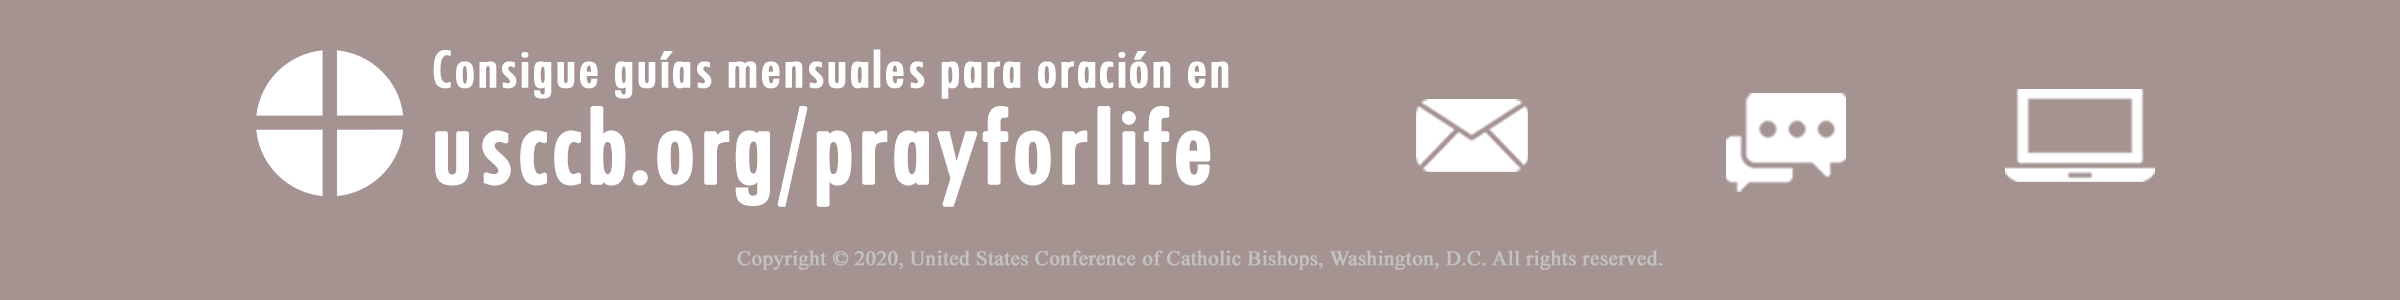 Consigue guías mensuales para oración en
usccb.org/prayforlife
Copyright © 2020, United States Conference of Catholic Bishops, Washington, D.C. All rights reserved.